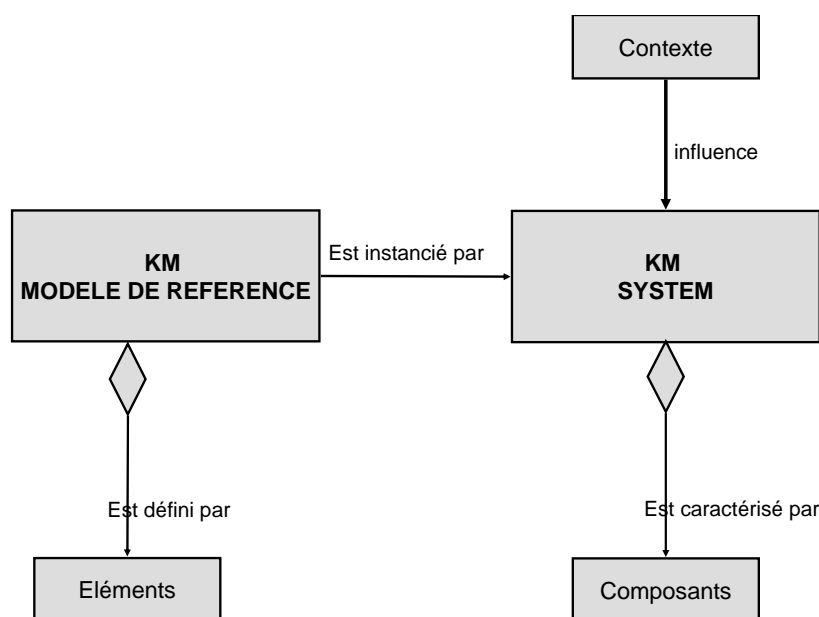 Contexte
influence
KM
MODELE DE REFERENCE
Est instancié par
KM
SYSTEM
Est défini par
Est caractérisé par
Eléments
Composants